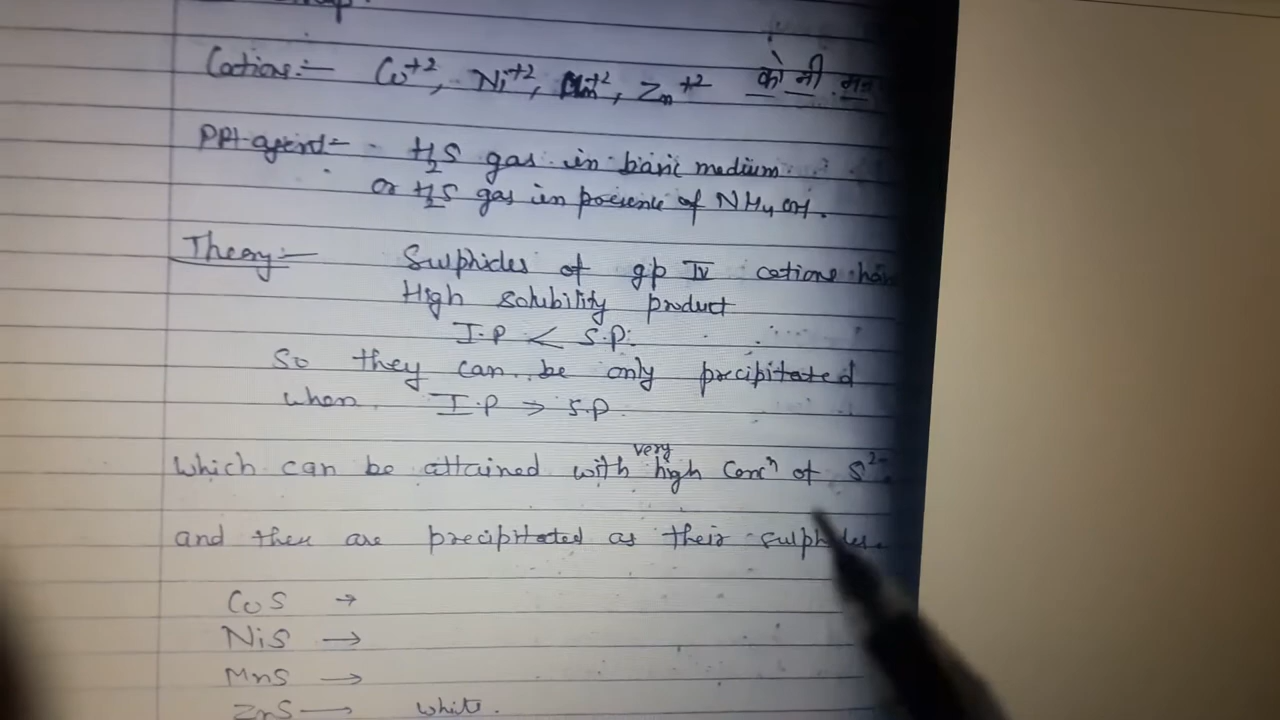 Cations:- Co+2, Ni+2, Mn+2, Zn+2 को नी मन
PPt agent:- H2S gas in basic medium.
or H2S gas in presence of NH4OH.
Theory:- Sulphides of gp IV cations have
High solubility product
I.P < S.P.
So they can be only precipitated
when I.P > S.P.
which can be attained with very high Concn of S2-
and then are precipitated as their sulphides.
CoS →
NiS →
MnS →
ZnS → white.